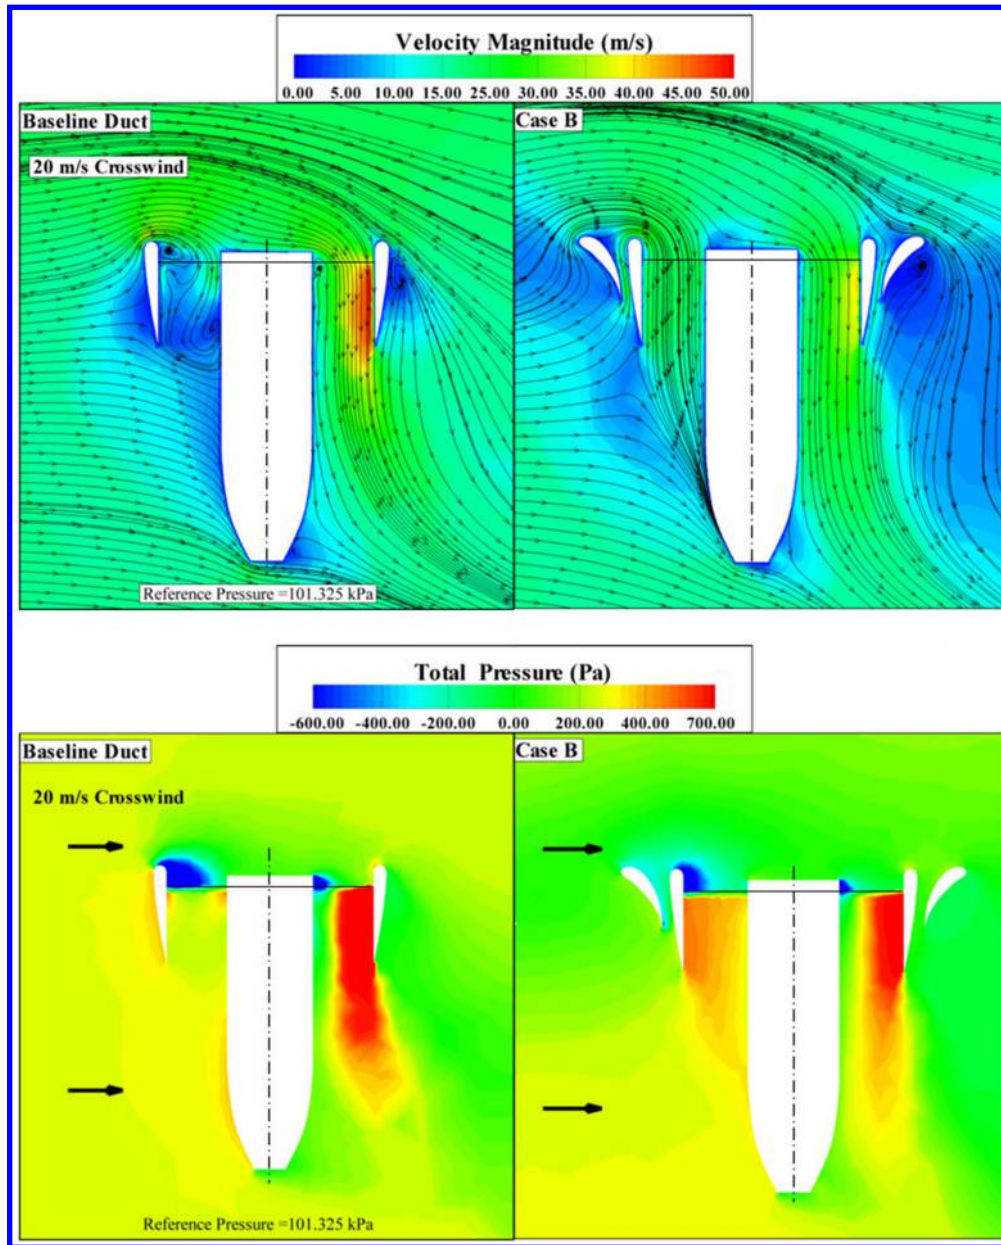 Velocity Magnitude (m/s)
0.00 5.00 10.00 15.00 25.00 30.00 35.00 40.00 45.00 50.00
Baseline Duct
Case B
20 m/s Crosswind
Reference Pressure =101.325 kPa
Total Pressure (Pa)
-600.00 -400.00 -200.00 0.00 200.00 400.00 700.00
Baseline Duct
Case B
20 m/s Crosswind
Reference Pressure =101.325 kPa